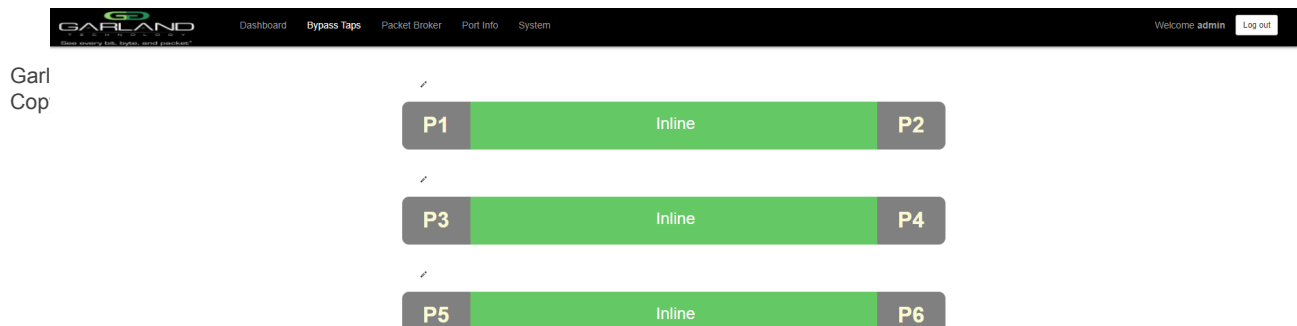 GARLAND
TECHNOLOGY
See every bit, byte, and packet®
Dashboard Bypass Taps Packet Broker Port Info System Welcome admin Log out
Garl
Cop
P1 Inline P2
P3 Inline P4
P5 Inline P6